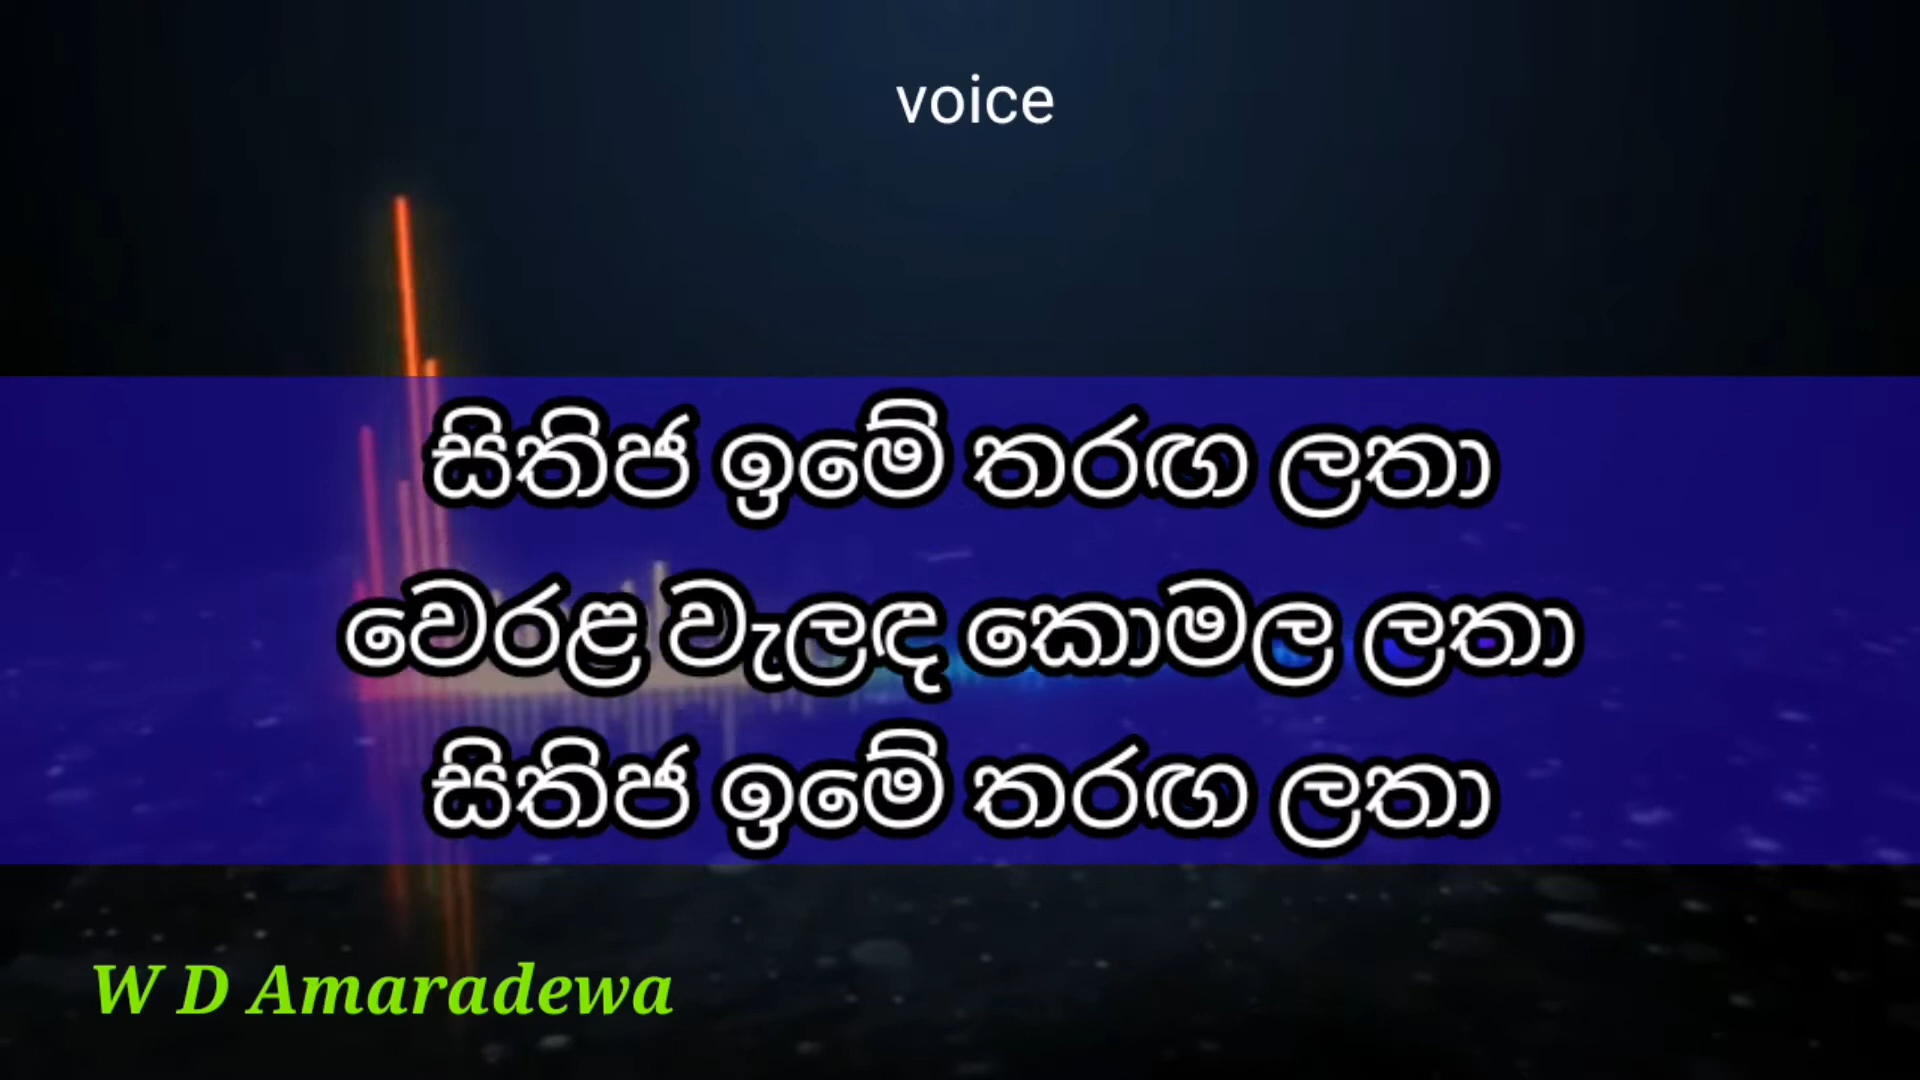 voice
සිතිජ ඉමේ තරඟ ලතා
වෙරළ වැලඳ කොමල ලතා
සිතිජ ඉමේ තරඟ ලතා
W D Amaradewa